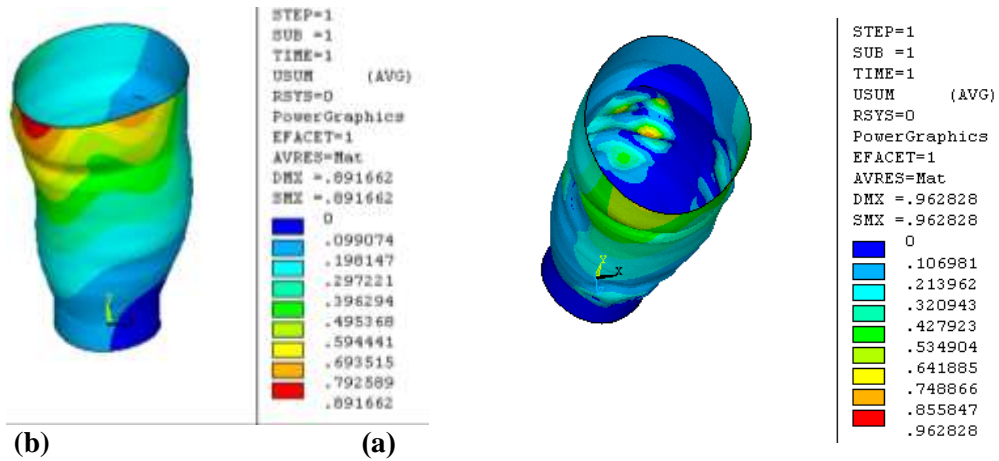 STEP=1
SUB =1
TIME=1
USUM (AVG)
RSYS=0
PowerGraphics
EFACET=1
AVRES=Mat
DMX =.891662
SMX =.891662
0
.099074
.198147
.297221
.396294
.495368
.594441
.693515
.792589
.891662
(b) (a)
STEP=1
SUB =1
TIME=1
USUM (AVG)
RSYS=0
PowerGraphics
EFACET=1
AVRES=Mat
DMX =.962828
SMX =.962828
0
.106981
.213962
.320943
.427923
.534904
.641885
.748866
.855847
.962828
Y
X